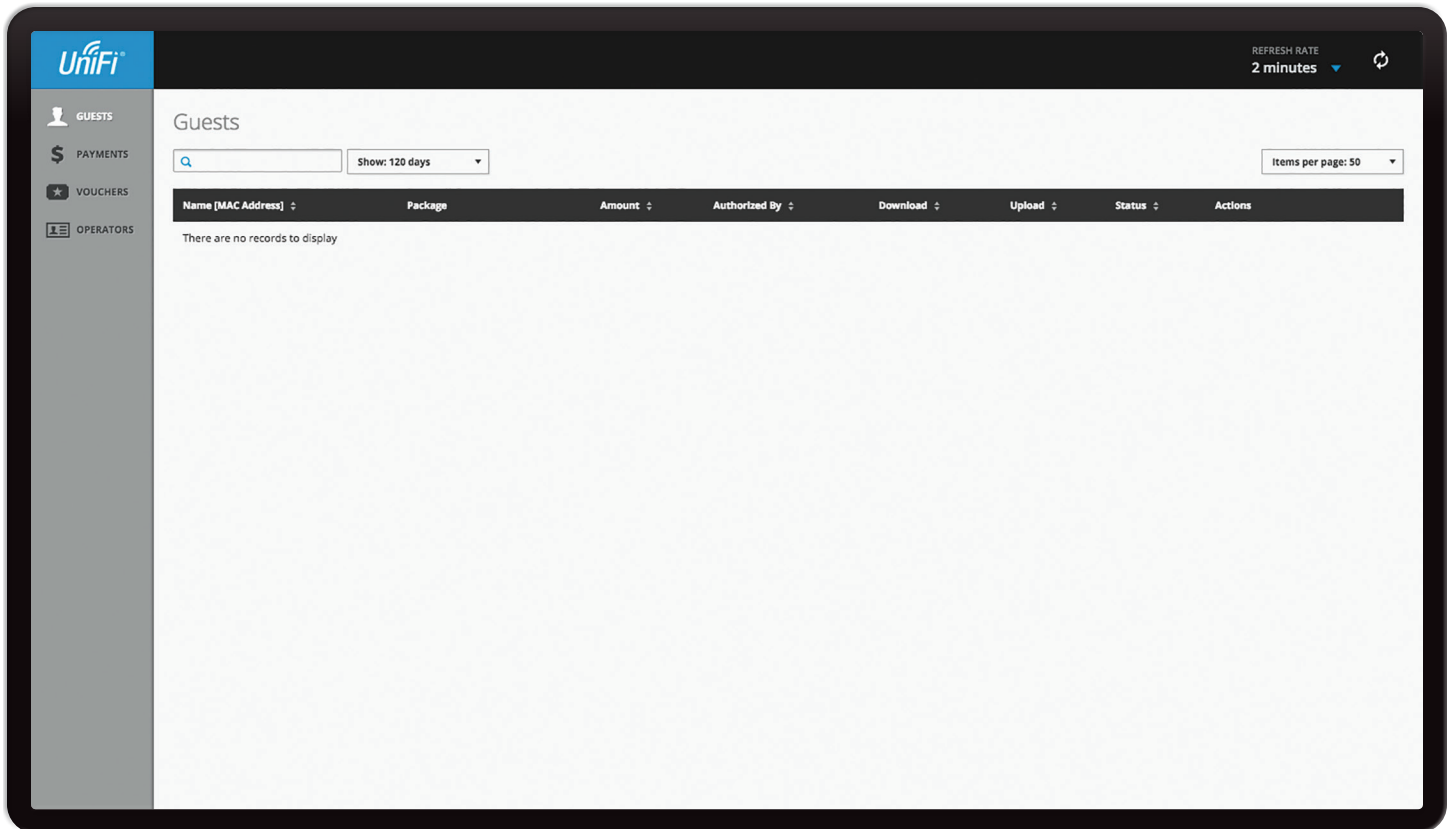 UniFi®
REFRESH RATE
2 minutes
GUESTS
PAYMENTS
VOUCHERS
OPERATORS
Guests
Show: 120 days
Items per page: 50
Name [MAC Address] Package Amount Authorized By Download Upload Status Actions
There are no records to display